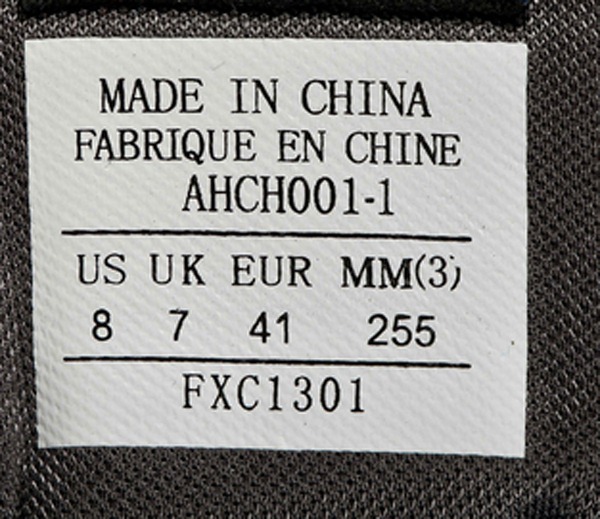 MADE IN CHINA
FABRIQUE EN CHINE
AHCH001-1
US UK EUR MM(3)
8 7 41 255
FXC1301